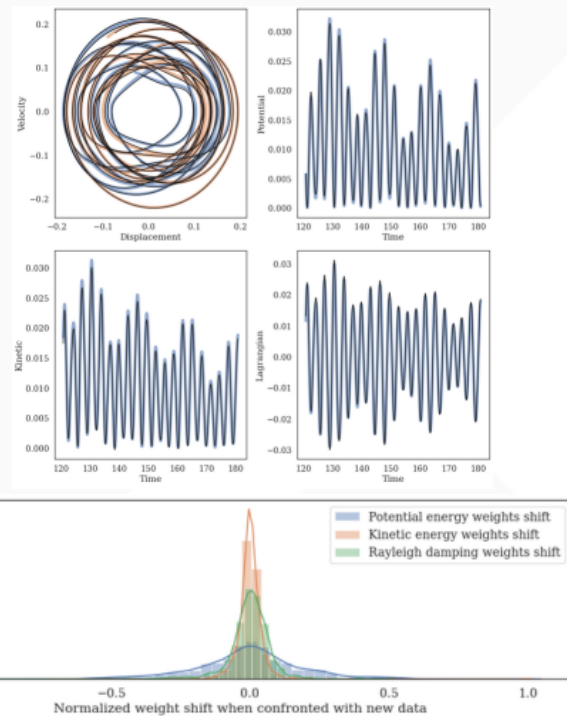 0.2
0.1
0.0
−0.1
−0.2
Velocity
−0.2 −0.1 0.0 0.1 0.2
Displacement
0.030
0.025
0.020
0.015
0.010
0.005
0.000
Potential
120 130 140 150 160 170 180
Time
0.030
0.025
0.020
0.015
0.010
0.005
0.000
Kinetic
120 130 140 150 160 170 180
Time
0.03
0.02
0.01
0.00
−0.01
−0.02
−0.03
Lagrangian
120 130 140 150 160 170 180
Time
Potential energy weights shift
Kinetic energy weights shift
Rayleigh damping weights shift
−0.5 0.0 0.5 1.0
Normalized weight shift when confronted with new data